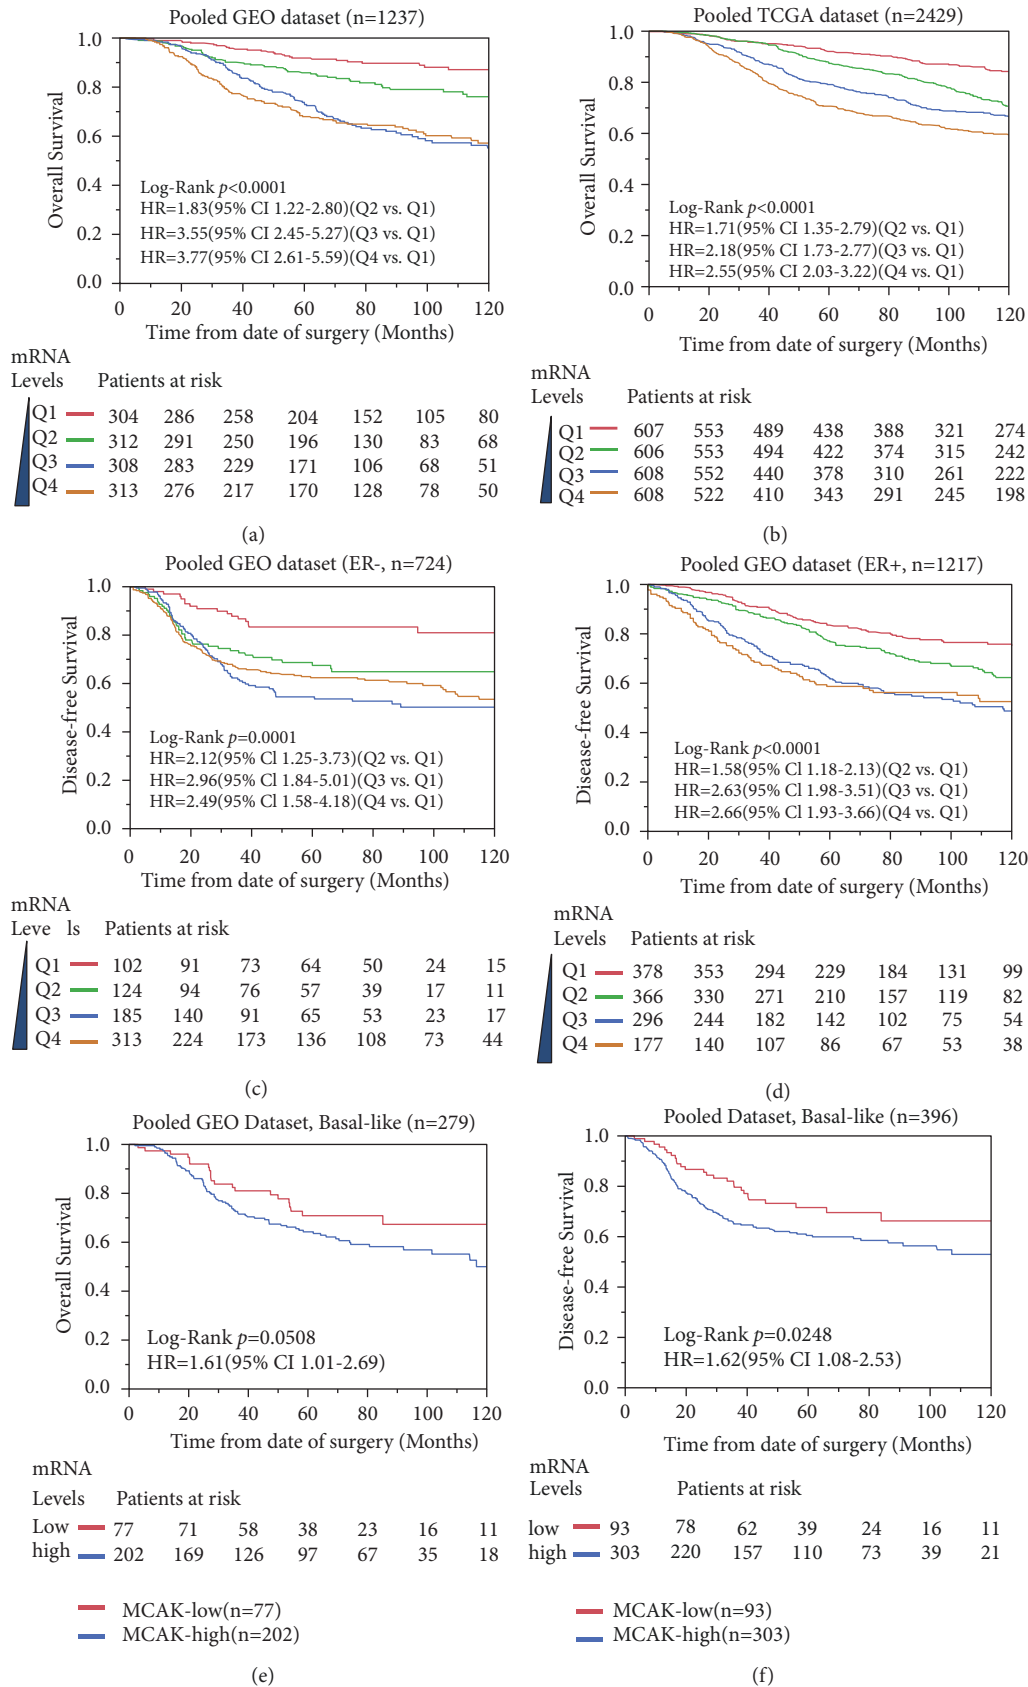 Pooled GEO dataset (n=1237)
1.0
0.8
0.6
0.4
0.2
0.0
Overall Survival
Log-Rank p<0.0001
HR=1.83(95% CI 1.22-2.80)(Q2 vs. Q1)
HR=3.55(95% CI 2.45-5.27)(Q3 vs. Q1)
HR=3.77(95% CI 2.61-5.59)(Q4 vs. Q1)
0 20 40 60 80 100 120
Time from date of surgery (Months)
mRNA
Levels Patients at risk
Q1 304 286 258 204 152 105 80
Q2 312 291 250 196 130 83 68
Q3 308 283 229 171 106 68 51
Q4 313 276 217 170 128 78 50
(a)
Pooled TCGA dataset (n=2429)
1.0
0.8
0.6
0.4
0.2
0.0
Overall Survival
Log-Rank p<0.0001
HR=1.71(95% CI 1.35-2.79)(Q2 vs. Q1)
HR=2.18(95% CI 1.73-2.77)(Q3 vs. Q1)
HR=2.55(95% CI 2.03-3.22)(Q4 vs. Q1)
0 20 40 60 80 100 120
Time from date of surgery (Months)
mRNA
Levels Patients at risk
Q1 607 553 489 438 388 321 274
Q2 606 553 494 422 374 315 242
Q3 608 552 440 378 310 261 222
Q4 608 522 410 343 291 245 198
(b)
Pooled GEO dataset (ER-, n=724)
1.0
0.8
0.6
0.4
0.2
0.0
Disease-free Survival
Log-Rank p=0.0001
HR=2.12(95% Cl 1.25-3.73)(Q2 vs. Q1)
HR=2.96(95% Cl 1.84-5.01)(Q3 vs. Q1)
HR=2.49(95% Cl 1.58-4.18)(Q4 vs. Q1)
0 20 40 60 80 100 120
Time from date of surgery (Months)
mRNA
Leve ls Patients at risk
Q1 102 91 73 64 50 24 15
Q2 124 94 76 57 39 17 11
Q3 185 140 91 65 53 23 17
Q4 313 224 173 136 108 73 44
(c)
Pooled GEO dataset (ER+, n=1217)
1.0
0.8
0.6
0.4
0.2
0.0
Disease-free Survival
Log-Rank p<0.0001
HR=1.58(95% Cl 1.18-2.13)(Q2 vs. Q1)
HR=2.63(95% Cl 1.98-3.51)(Q3 vs. Q1)
HR=2.66(95% Cl 1.93-3.66)(Q4 vs. Q1)
0 20 40 60 80 100 120
Time from date of surgery (Months)
mRNA
Levels Patients at risk
Q1 378 353 294 229 184 131 99
Q2 366 330 271 210 157 119 82
Q3 296 244 182 142 102 75 54
Q4 177 140 107 86 67 53 38
(d)
Pooled GEO Dataset, Basal-like (n=279)
1.0
0.8
0.6
0.4
0.2
0.0
Overall Survival
Log-Rank p=0.0508
HR=1.61(95% CI 1.01-2.69)
0 20 40 60 80 100 120
Time from date of surgery (Months)
mRNA
Levels Patients at risk
Low 77 71 58 38 23 16 11
high 202 169 126 97 67 35 18
MCAK-low(n=77)
MCAK-high(n=202)
(e)
Pooled Dataset, Basal-like (n=396)
1.0
0.8
0.6
0.4
0.2
0.0
Disease-free Survival
Log-Rank p=0.0248
HR=1.62(95% CI 1.08-2.53)
0 20 40 60 80 100 120
Time from date of surgery (Months)
mRNA
Levels Patients at risk
low 93 78 62 39 24 16 11
high 303 220 157 110 73 39 21
MCAK-low(n=93)
MCAK-high(n=303)
(f)